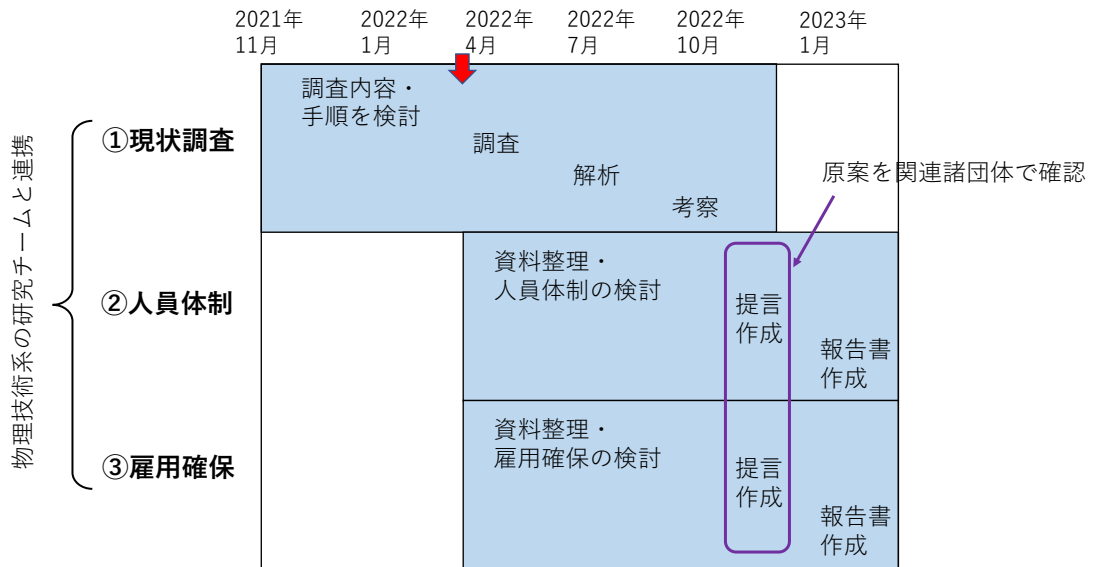 2021年
11月
2022年
1月
2022年
4月
2022年
7月
2022年
10月
2023年
1月
物理技術系の研究チームと連携
①現状調査
調査内容・
手順を検討
調査
解析
考察
原案を関連諸団体で確認
②人員体制
資料整理・
人員体制の検討
提言
作成
報告書
作成
③雇用確保
資料整理・
雇用確保の検討
提言
作成
報告書
作成